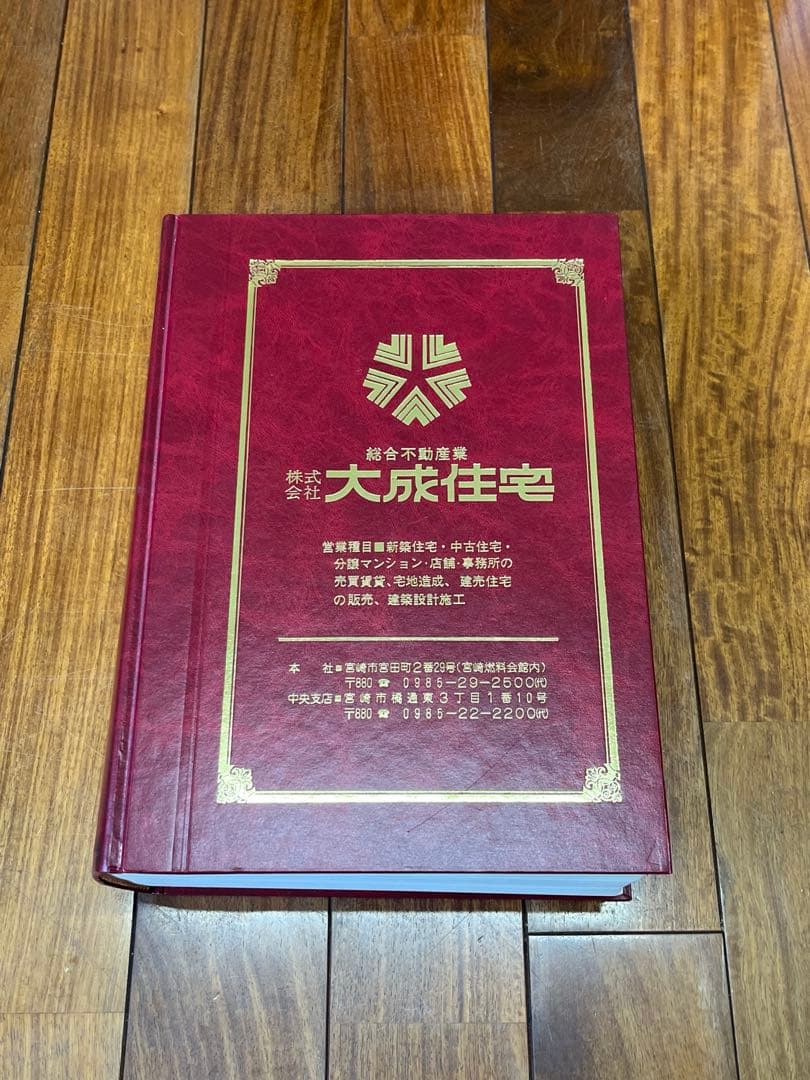 総合不動産業
株式会社 大成住宅
営業種目■新築住宅・中古住宅・
分譲マンション・店舗・事務所の
売買賃貸、宅地造成、建売住宅
の販売、建築設計施工
本　社■宮崎市宮田町2番29号(宮崎燃料会館内)
〒880 ☎ 0985-29-2500(代)
中央支店■宮崎市橘通東3丁目1番10号
〒880 ☎ 0985-22-2200(代)